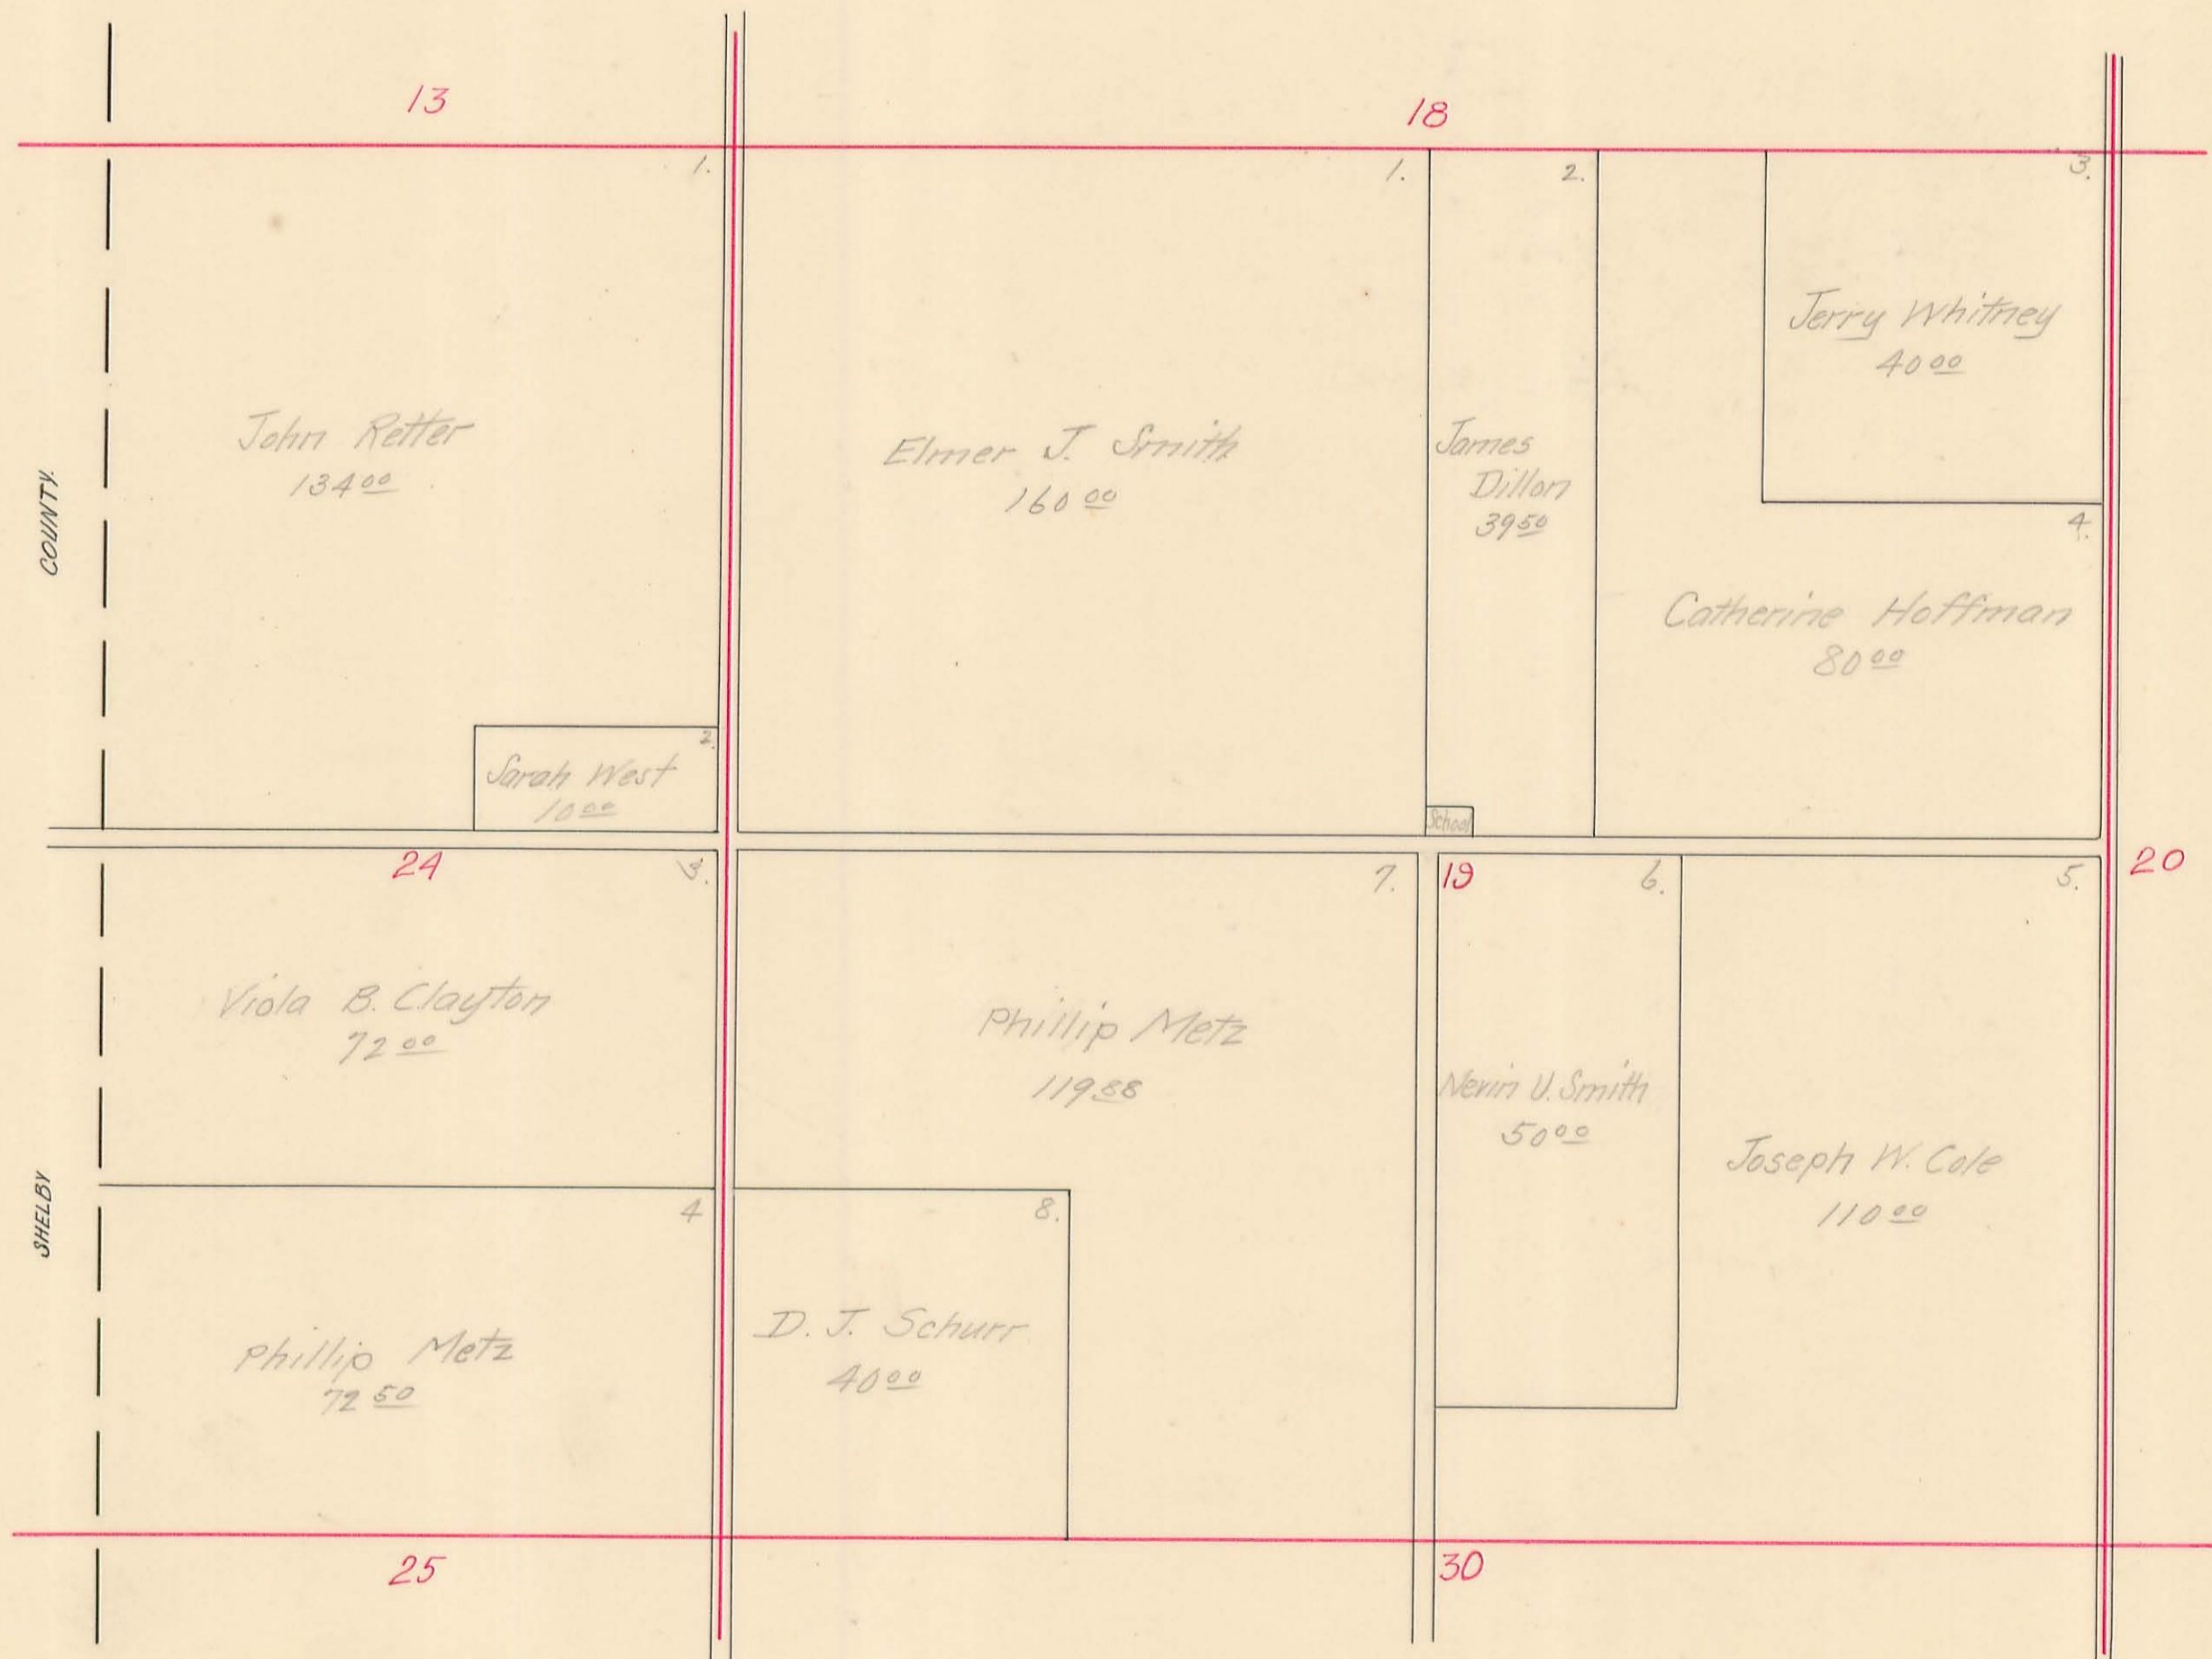 13
18
1.
1.
2.
3.
Jerry Whitney
40 00
John Retter
134 00
Elmer J. Smith
160 00
James
Dillon
39 50
4.
Catherine Hoffman
80 00
COUNTY.
2.
Sarah West
10 00
School
24
3.
7.
19
6.
5.
20
Viola B. Clayton
72 00
Phillip Metz
119 88
Nevin U. Smith
50 00
Joseph W. Cole
110 00
SHELBY
4
8.
Phillip Metz
72 50
D. J. Schurr
40 00
25
30